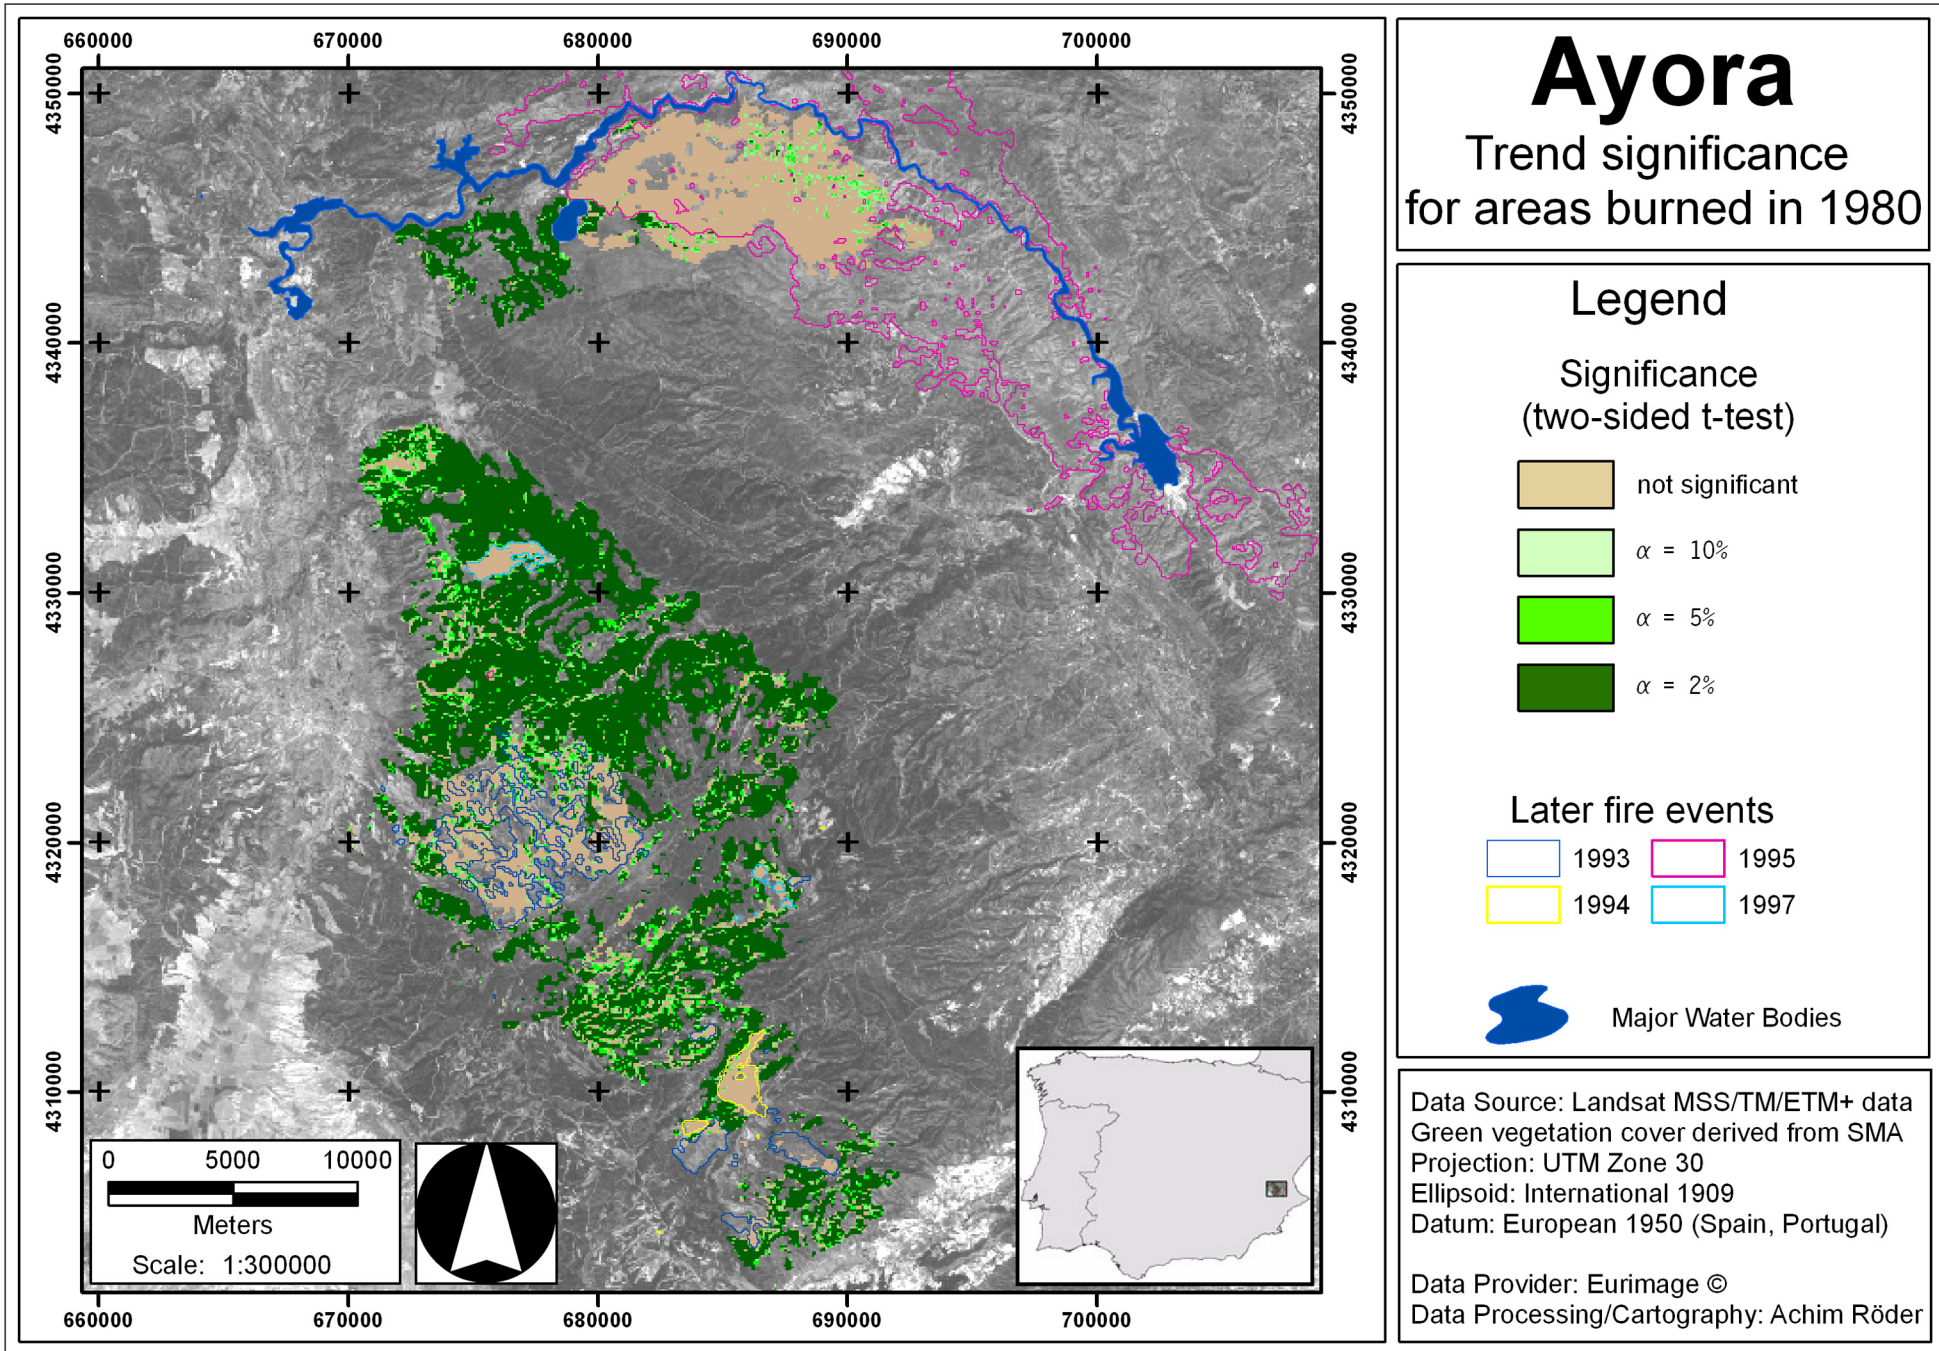 Ayora
Trend significance
for areas burned in 1980
Legend
Significance
(two-sided t-test)
not significant
α = 10%
α = 5%
α = 2%
Later fire events
1993
1995
1994
1997
Major Water Bodies
Data Source: Landsat MSS/TM/ETM+ data
Green vegetation cover derived from SMA
Projection: UTM Zone 30
Ellipsoid: International 1909
Datum: European 1950 (Spain, Portugal)
Data Provider: Eurimage ©
Data Processing/Cartography: Achim Röder
660000 670000 680000 690000 700000
4350000
4340000
4330000
4320000
4310000
4350000
4340000
4330000
4320000
4310000
0 5000 10000
Meters
Scale: 1:300000
660000 670000 680000 690000 700000